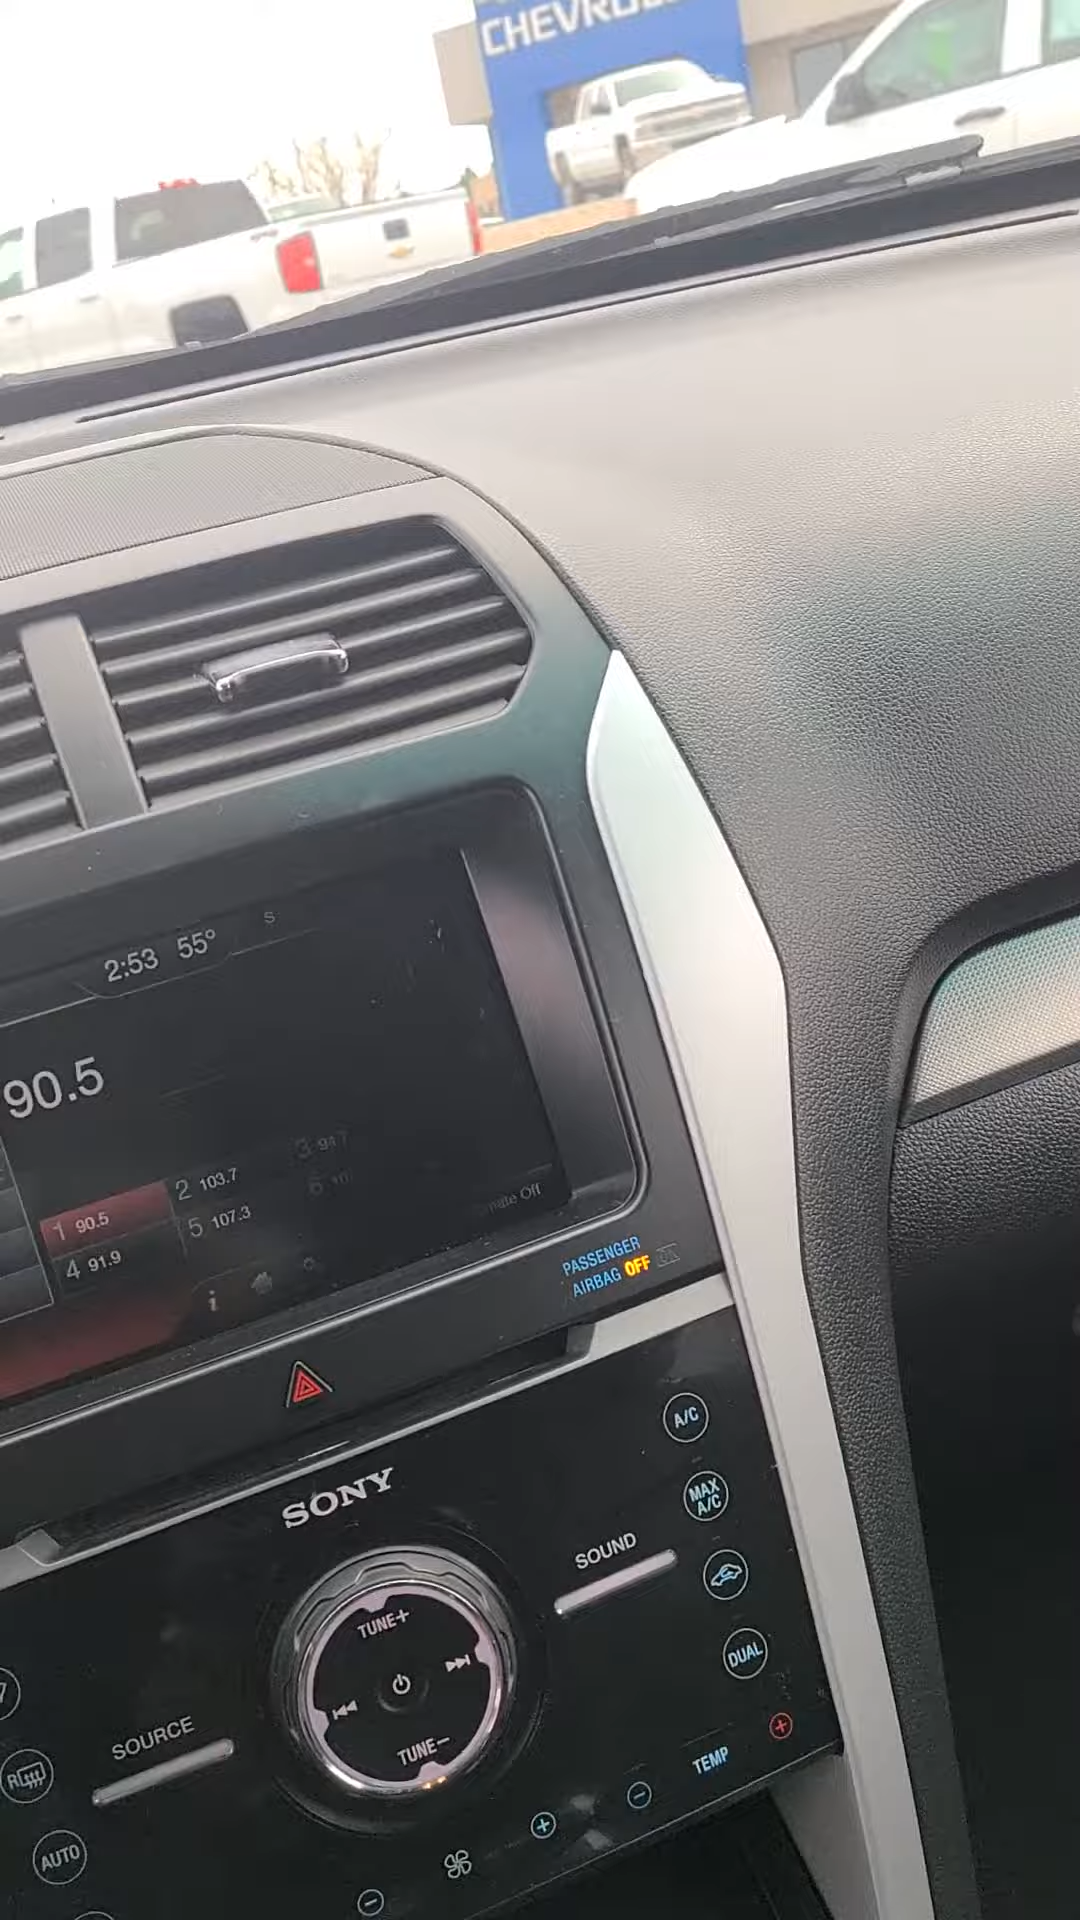 CHEVROLET
S
2:53 55°
90.5
1 90.5
2 103.7
4 91.9
5 107.3
PASSENGER
AIRBAG OFF
A/C
SONY
MAX
A/C
SOUND
TUNE+
DUAL
SOURCE
TUNE−
TEMP
R
AUTO